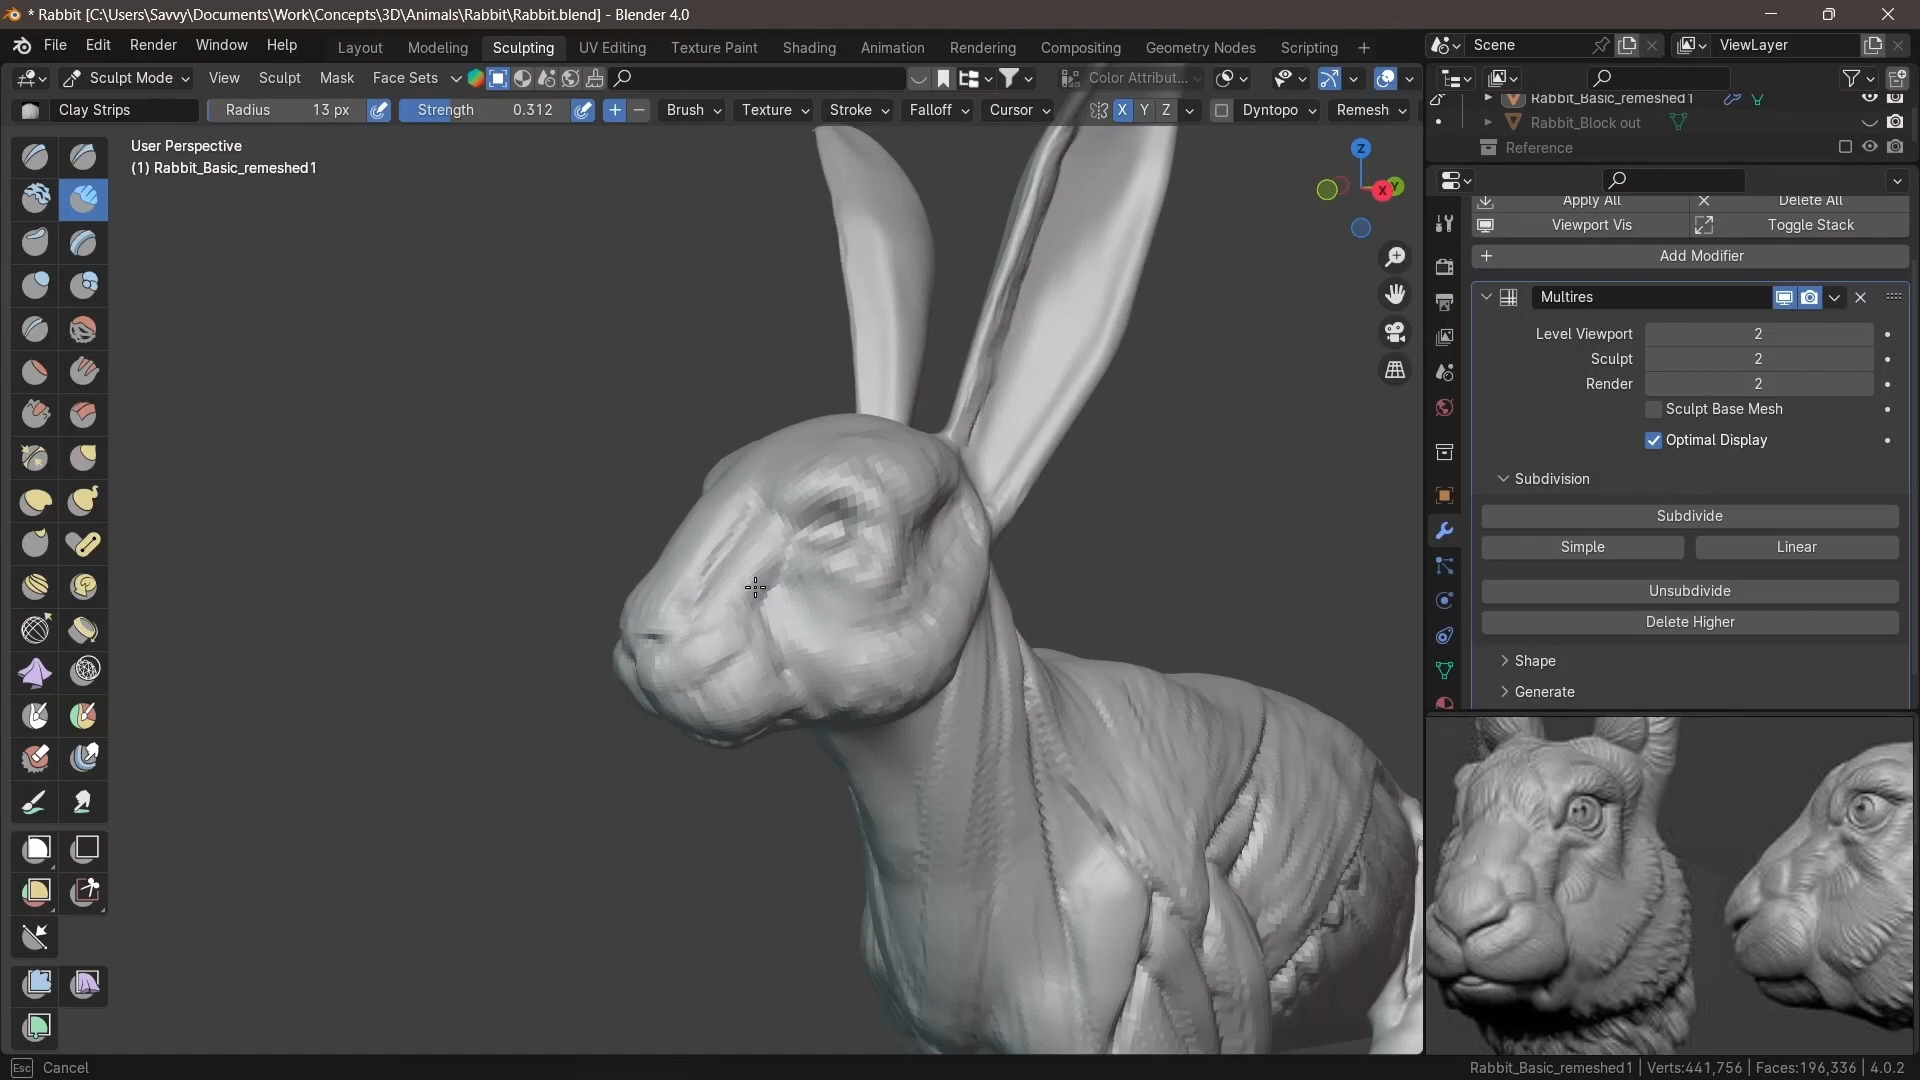 * Rabbit [C:\Users\Savvy\Documents\Work\Concepts\3D\Animals\Rabbit\Rabbit.blend] - Blender 4.0
File Edit Render Window Help Layout Modeling Sculpting UV Editing Texture Paint Shading Animation Rendering Compositing Geometry Nodes Scripting + Scene ViewLayer
Sculpt Mode View Sculpt Mask Face Sets Color Attribut...
Clay Strips Radius 13 px Strength 0.312 + − Brush Texture Stroke Falloff Cursor X Y Z Dyntopo Remesh
Rabbit_Basic_remeshed1
Rabbit_Block out
Reference
User Perspective
(1) Rabbit_Basic_remeshed1
Z
X Y
Apply All Delete All
Viewport Vis Toggle Stack
Add Modifier
Multires
Level Viewport 2
Sculpt 2
Render 2
Sculpt Base Mesh
Optimal Display
Subdivision
Subdivide
Simple Linear
Unsubdivide
Delete Higher
Shape
Generate
Esc Cancel
Rabbit_Basic_remeshed1 | Verts:441,756 | Faces:196,336 | 4.0.2